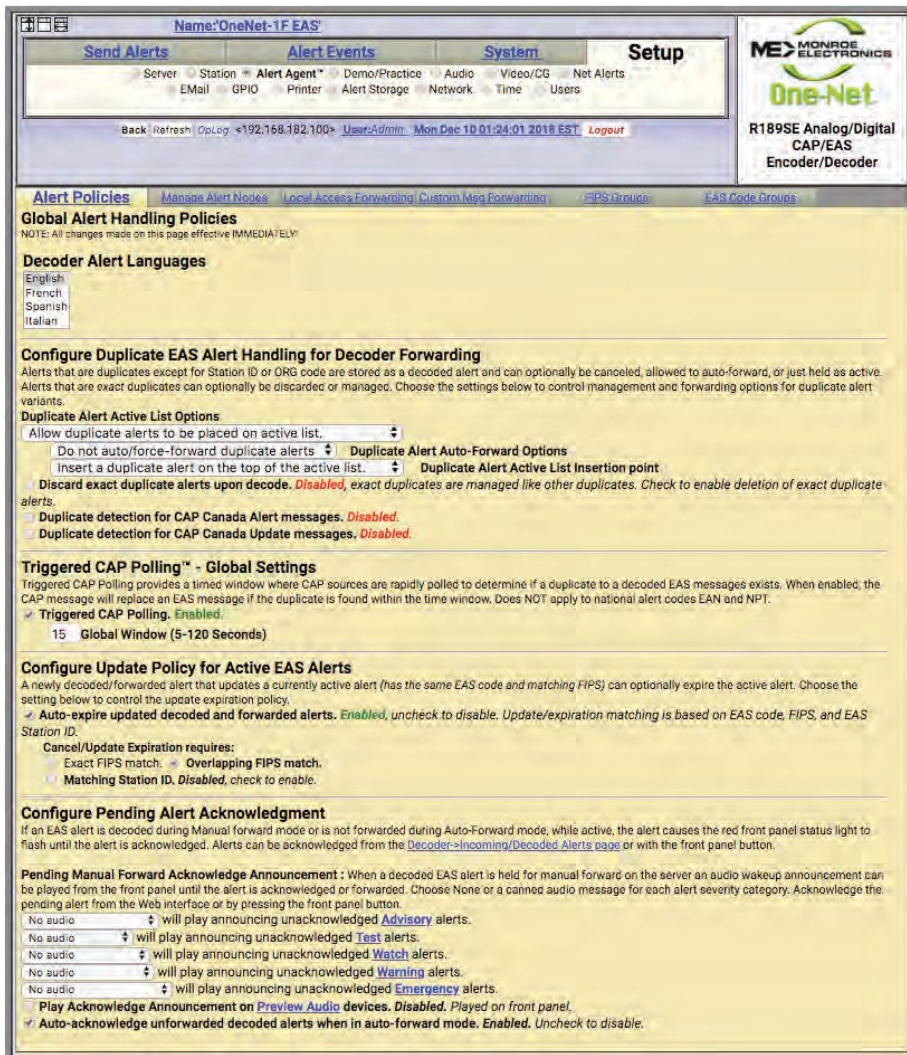 Name:'OneNet-1F EAS'
Send Alerts Alert Events System Setup
Server Station Alert Agent™ Demo/Practice Audio Video/CG Net Alerts
EMail GPIO Printer Alert Storage Network Time Users
Back Refresh OpLog <192.168.182.100> User:Admin Mon Dec 10 01:24:01 2018 EST Logout
ME MONROE ELECTRONICS
One-Net
R189SE Analog/Digital
CAP/EAS
Encoder/Decoder
Alert Policies Manage Alert Nodes Local Access Forwarding Custom Msg Forwarding FIPS Groups EAS Code Groups
Global Alert Handling Policies
NOTE: All changes made on this page effective IMMEDIATELY!
Decoder Alert Languages
English
French
Spanish
Italian
Configure Duplicate EAS Alert Handling for Decoder Forwarding
Alerts that are duplicates except for Station ID or ORG code are stored as a decoded alert and can optionally be canceled, allowed to auto-forward, or just held as active.
Alerts that are exact duplicates can optionally be discarded or managed. Choose the settings below to control management and forwarding options for duplicate alert
variants.
Duplicate Alert Active List Options
Allow duplicate alerts to be placed on active list.
Do not auto/force-forward duplicate alerts Duplicate Alert Auto-Forward Options
Insert a duplicate alert on the top of the active list. Duplicate Alert Active List Insertion point
Discard exact duplicate alerts upon decode. Disabled, exact duplicates are managed like other duplicates. Check to enable deletion of exact duplicate
alerts.
Duplicate detection for CAP Canada Alert messages. Disabled.
Duplicate detection for CAP Canada Update messages. Disabled.
Triggered CAP Polling™ - Global Settings
Triggered CAP Polling provides a timed window where CAP sources are rapidly polled to determine if a duplicate to a decoded EAS messages exists. When enabled, the
CAP message will replace an EAS message if the duplicate is found within the time window. Does NOT apply to national alert codes EAN and NPT.
Triggered CAP Polling. Enabled.
15 Global Window (5-120 Seconds)
Configure Update Policy for Active EAS Alerts
A newly decoded/forwarded alert that updates a currently active alert (has the same EAS code and matching FIPS) can optionally expire the active alert. Choose the
setting below to control the update expiration policy.
Auto-expire updated decoded and forwarded alerts. Enabled, uncheck to disable. Update/expiration matching is based on EAS code, FIPS, and EAS
Station ID.
Cancel/Update Expiration requires:
Exact FIPS match. Overlapping FIPS match.
Matching Station ID. Disabled, check to enable.
Configure Pending Alert Acknowledgment
If an EAS alert is decoded during Manual forward mode or is not forwarded during Auto-Forward mode, while active, the alert causes the red front panel status light to
flash until the alert is acknowledged. Alerts can be acknowledged from the Decoder->Incoming/Decoded Alerts page or with the front panel button.
Pending Manual Forward Acknowledge Announcement : When a decoded EAS alert is held for manual forward on the server an audio wakeup announcement can
be played from the front panel until the alert is acknowledged or forwarded. Choose None or a canned audio message for each alert severity category. Acknowledge the
pending alert from the Web interface or by pressing the front panel button.
No audio will play announcing unacknowledged Advisory alerts.
No audio will play announcing unacknowledged Test alerts.
No audio will play announcing unacknowledged Watch alerts.
No audio will play announcing unacknowledged Warning alerts.
No audio will play announcing unacknowledged Emergency alerts.
Play Acknowledge Announcement on Preview Audio devices. Disabled. Played on front panel.
Auto-acknowledge unforwarded decoded alerts when in auto-forward mode. Enabled. Uncheck to disable.